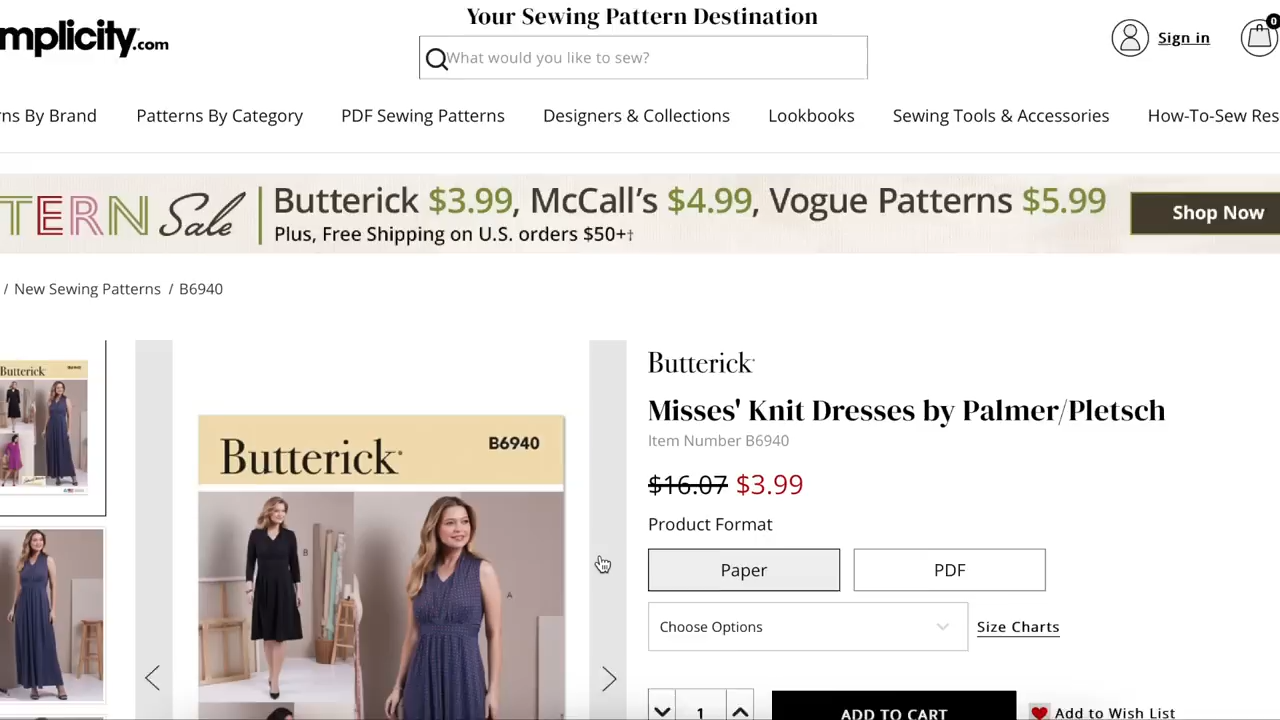 mplicity.com
Your Sewing Pattern Destination
What would you like to sew?
Sign in
0
ns By Brand
Patterns By Category
PDF Sewing Patterns
Designers & Collections
Lookbooks
Sewing Tools & Accessories
How-To-Sew Res
TERN Sale
Butterick $3.99, McCall's $4.99, Vogue Patterns $5.99
Plus, Free Shipping on U.S. orders $50+†
Shop Now
/ New Sewing Patterns / B6940
Butterick
Butterick
B6940
B
A
Butterick
Misses' Knit Dresses by Palmer/Pletsch
Item Number B6940
$16.07 $3.99
Product Format
Paper
PDF
Choose Options
Size Charts
1
ADD TO CART
Add to Wish List